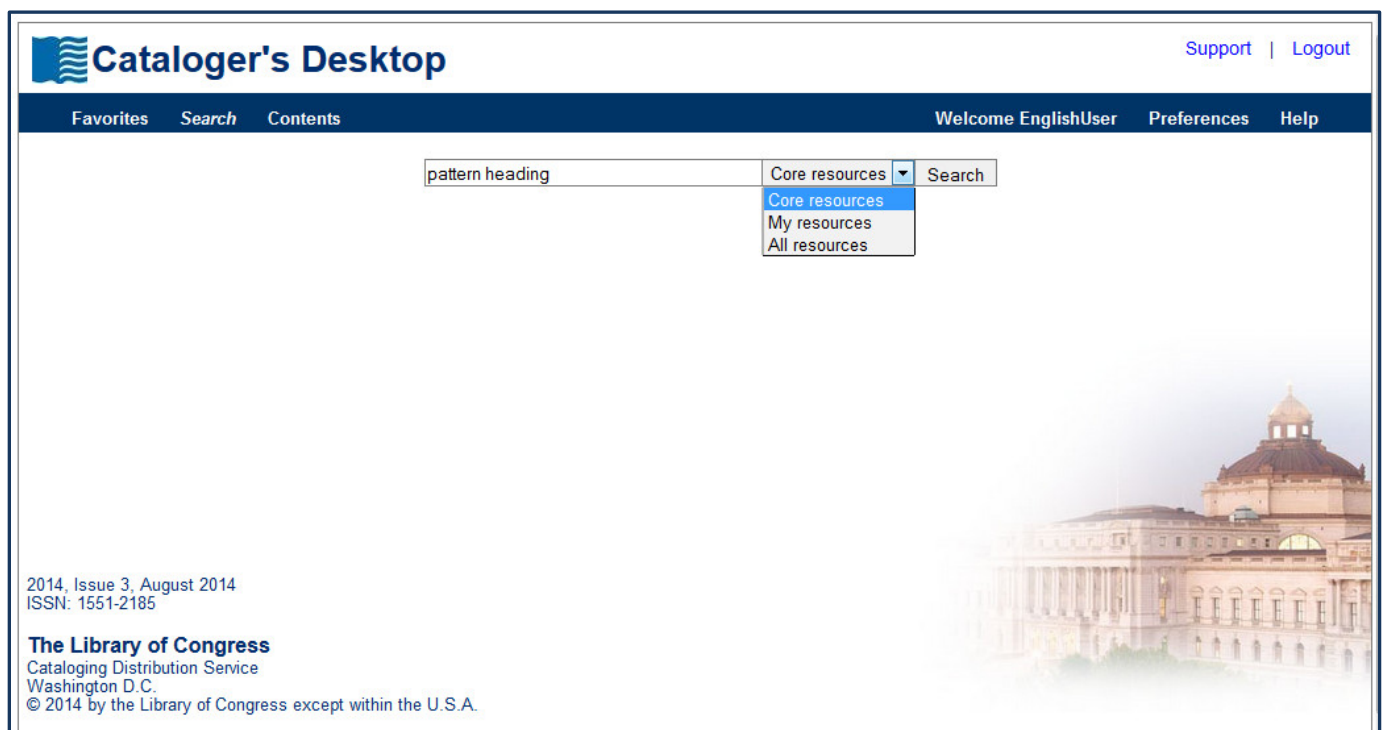 Cataloger's Desktop
Support | Logout
Favorites Search Contents Welcome EnglishUser Preferences Help
pattern heading Core resources Search
Core resources
My resources
All resources
2014, Issue 3, August 2014
ISSN: 1551-2185
The Library of Congress
Cataloging Distribution Service
Washington D.C.
© 2014 by the Library of Congress except within the U.S.A.